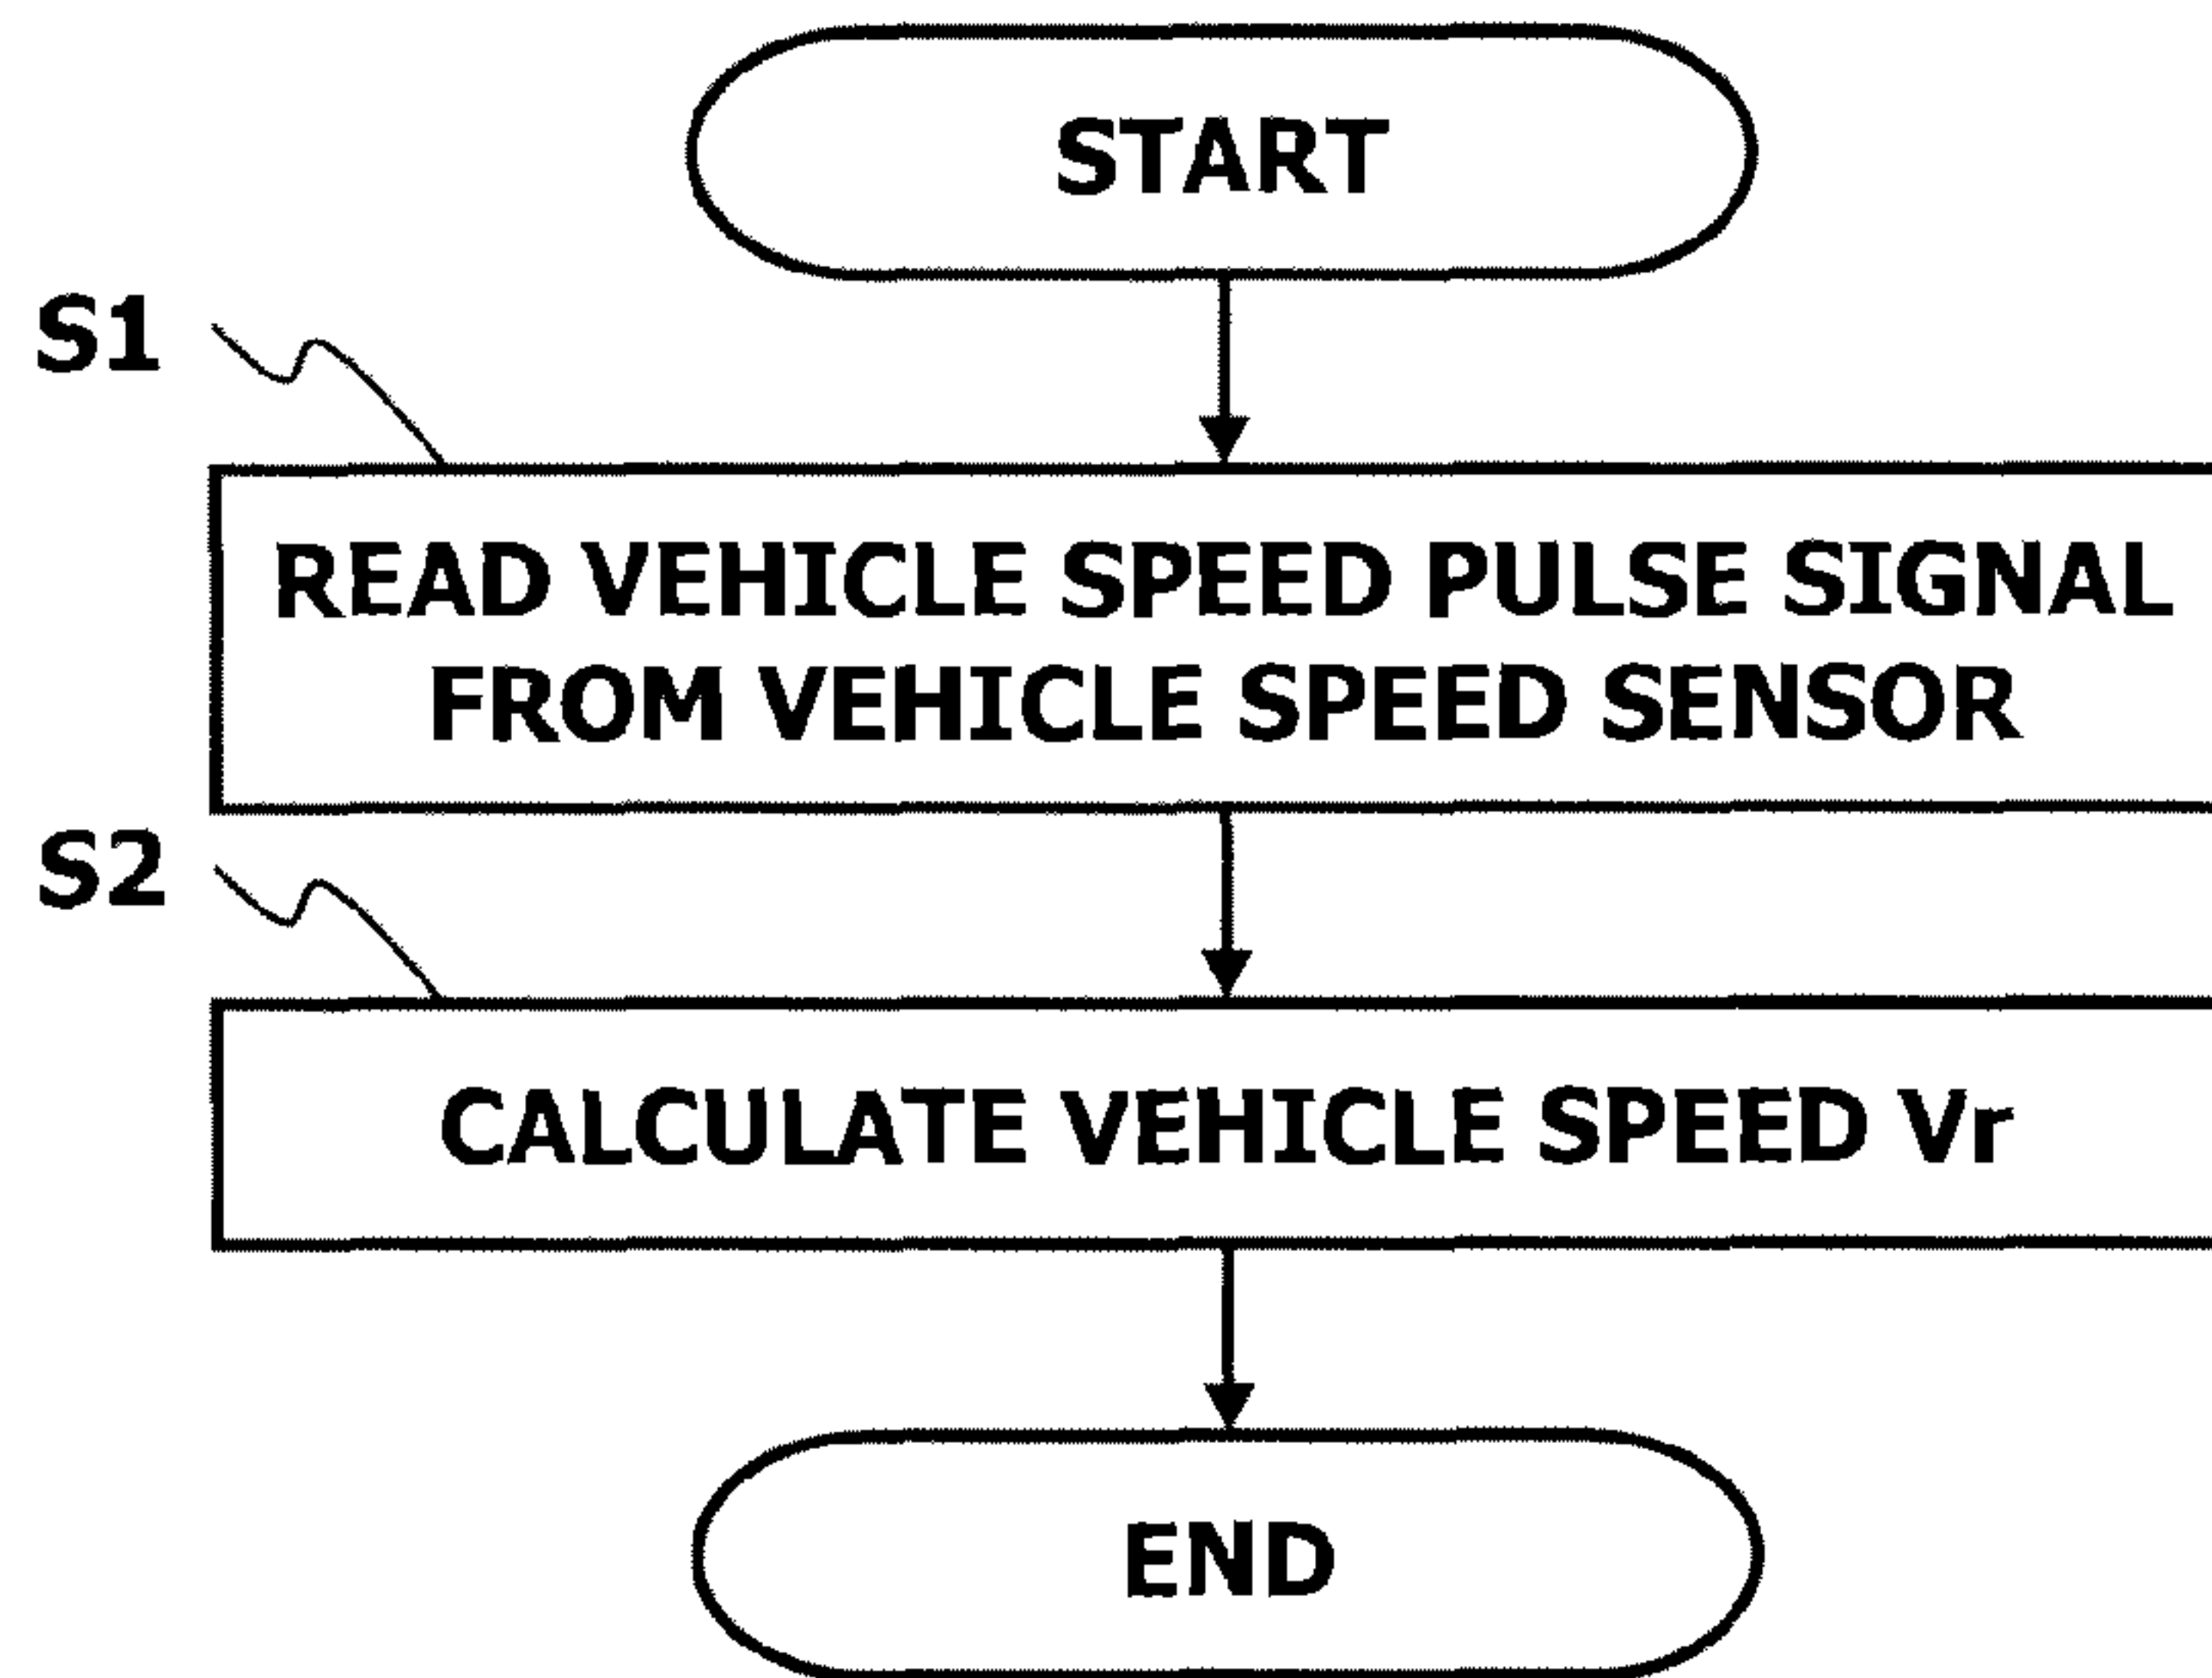 START
S1
READ VEHICLE SPEED PULSE SIGNAL
FROM VEHICLE SPEED SENSOR
S2
CALCULATE VEHICLE SPEED Vr
END